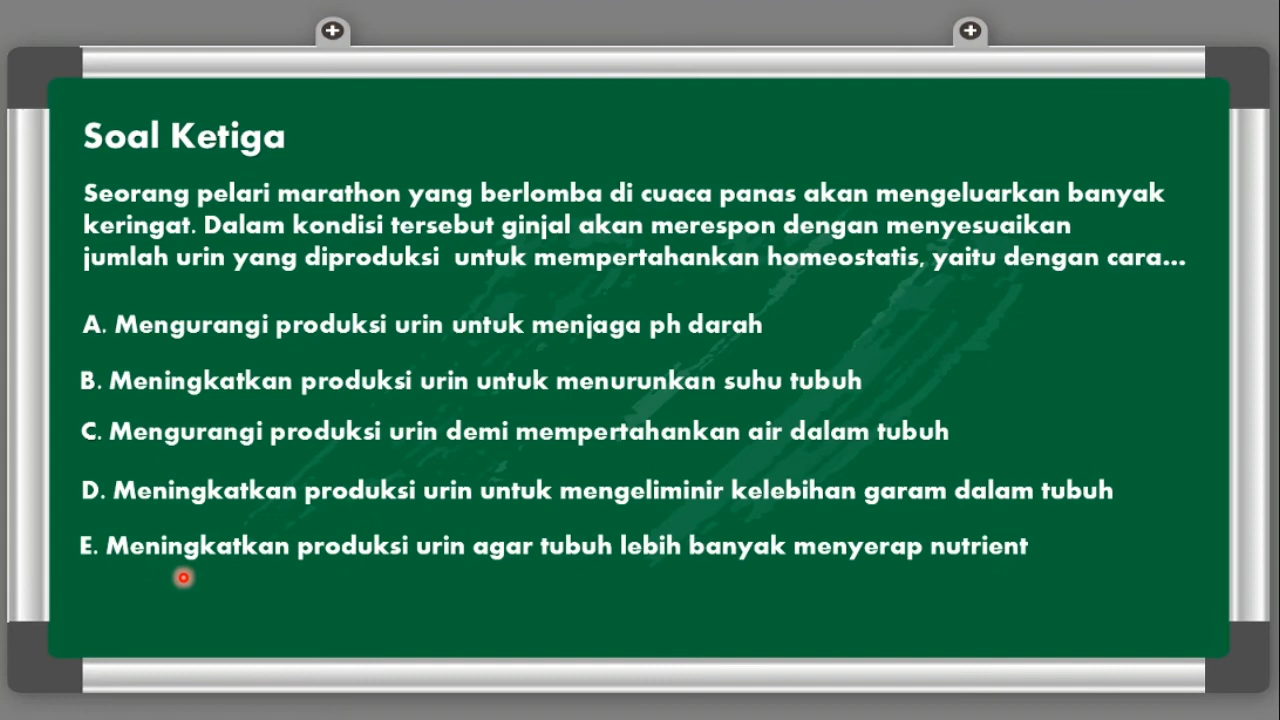 Soal Ketiga
Seorang pelari marathon yang berlomba di cuaca panas akan mengeluarkan banyak
keringat. Dalam kondisi tersebut ginjal akan merespon dengan menyesuaikan
jumlah urin yang diproduksi  untuk mempertahankan homeostatis, yaitu dengan cara...
A. Mengurangi produksi urin untuk menjaga ph darah
B. Meningkatkan produksi urin untuk menurunkan suhu tubuh
C. Mengurangi produksi urin demi mempertahankan air dalam tubuh
D. Meningkatkan produksi urin untuk mengeliminir kelebihan garam dalam tubuh
E. Meningkatkan produksi urin agar tubuh lebih banyak menyerap nutrient